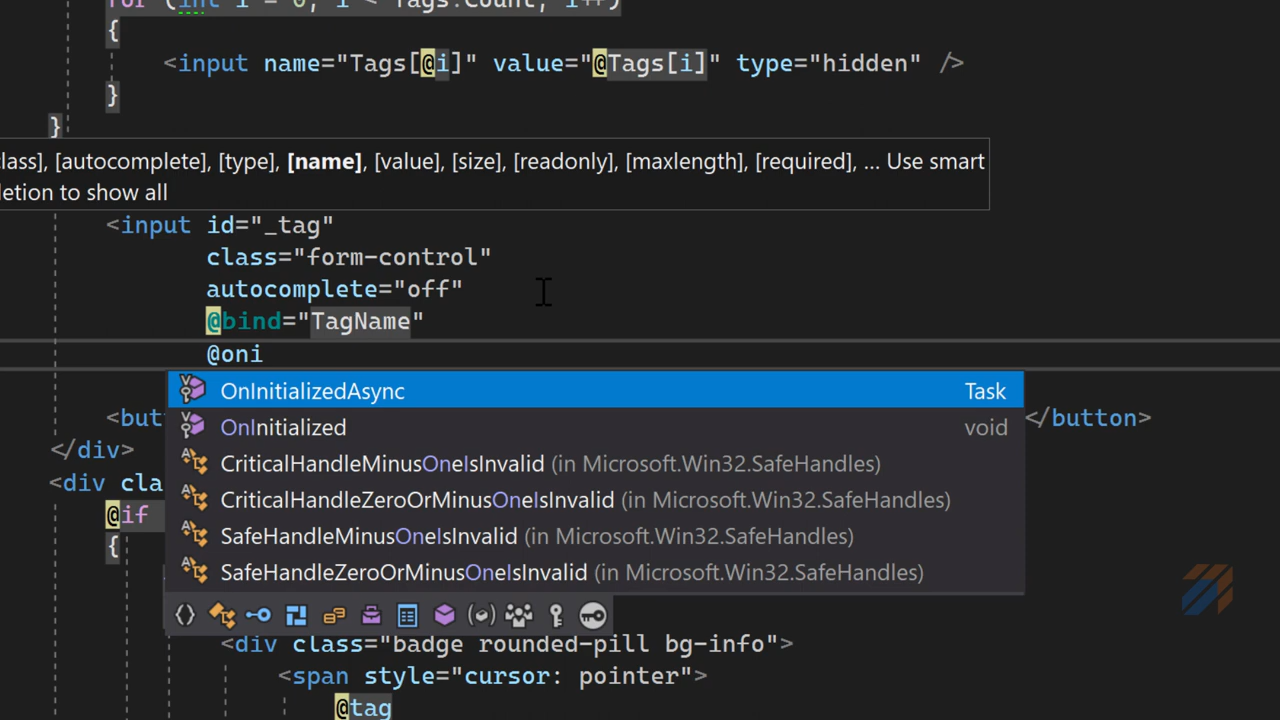 for (int i = 0; i < Tags.Count; i++)
{
<input name="Tags[@i]" value="@Tags[i]" type="hidden" />
}
}
class], [autocomplete], [type], [name], [value], [size], [readonly], [maxlength], [required], ... Use smart
letion to show all
<input id="_tag"
class="form-control"
autocomplete="off"
@bind="TagName"
@oni
OnInitializedAsync Task
OnInitialized void
CriticalHandleMinusOneIsInvalid (in Microsoft.Win32.SafeHandles)
CriticalHandleZeroOrMinusOneIsInvalid (in Microsoft.Win32.SafeHandles)
SafeHandleMinusOneIsInvalid (in Microsoft.Win32.SafeHandles)
SafeHandleZeroOrMinusOneIsInvalid (in Microsoft.Win32.SafeHandles)
<but </button>
</div>
<div cla
@if
{
<div class="badge rounded-pill bg-info">
<span style="cursor: pointer">
@tag